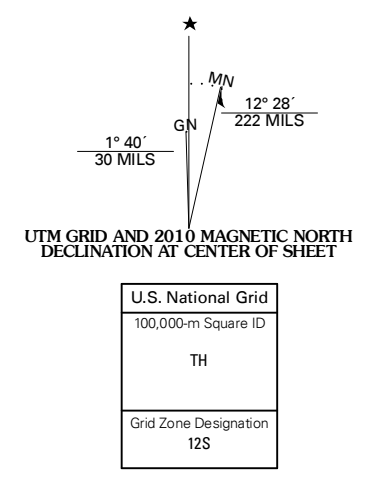 ★
MN
12° 28´
222 MILS
GN
1° 40´
30 MILS
UTM GRID AND 2010 MAGNETIC NORTH
DECLINATION AT CENTER OF SHEET
U.S. National Grid
100,000-m Square ID
TH
Grid Zone Designation
12S